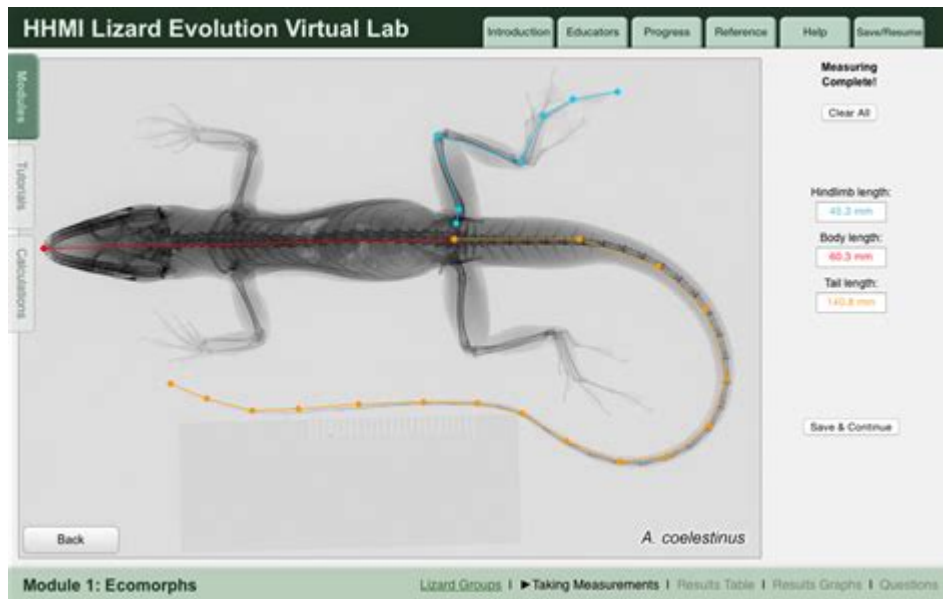 HHMI Lizard Evolution Virtual Lab
Introduction
Educators
Progress
Reference
Help
Save/Resume
Modules
Tutorials
Calculations
Measuring
Complete!
Clear All
Hindlimb length:
45.3 mm
Body length:
60.3 mm
Tail length:
140.8 mm
Save & Continue
Back
A. coelestinus
Module 1: Ecomorphs
Lizard Groups I ►Taking Measurements I Results Table I Results Graphs I Questions